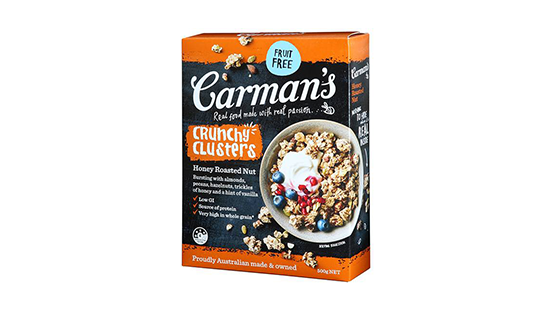 FRUIT
FREE
Carman's
Real food made with real passion.
CRUNCHY
CLUSTERS
Honey Roasted Nut
Bursting with almonds,
pecans, hazelnuts, trickles
of honey and a hint of vanilla
Low GI
Source of protein
Very high in whole grain*
Proudly Australian made & owned
500g NET
Honey
Roasted
Nut
REAL